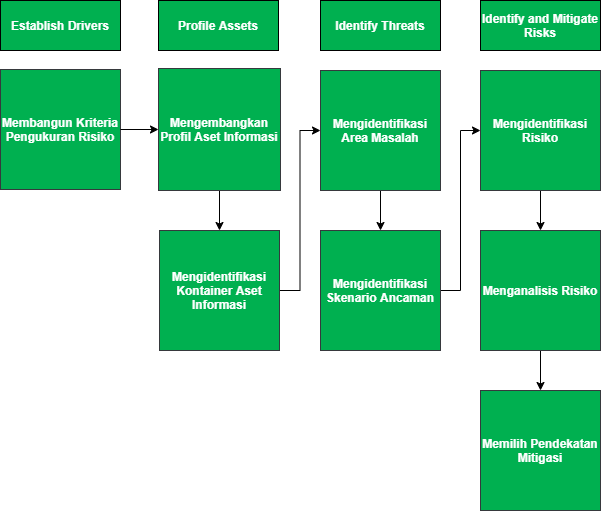 Establish Drivers
Profile Assets
Identify Threats
Identify and Mitigate
Risks
Membangun Kriteria
Pengukuran Risiko
Mengembangkan
Profil Aset Informasi
Mengidentifikasi
Kontainer Aset
Informasi
Mengidentifikasi
Area Masalah
Mengidentifikasi
Skenario Ancaman
Mengidentifikasi
Risiko
Menganalisis Risiko
Memilih Pendekatan
Mitigasi